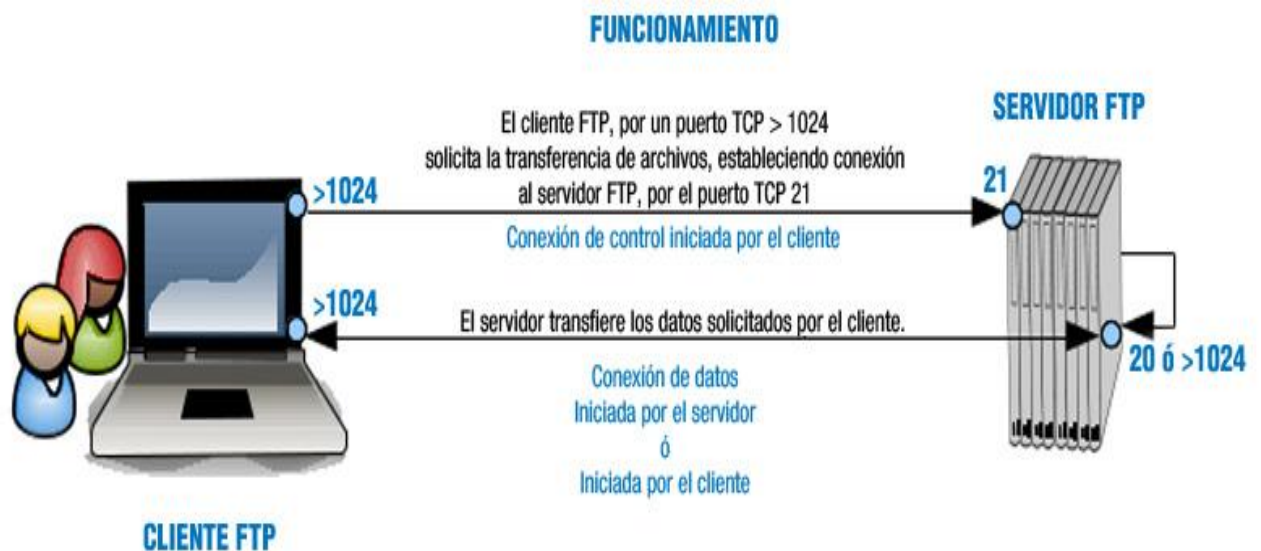 FUNCIONAMIENTO
SERVIDOR FTP
El cliente FTP, por un puerto TCP > 1024
solicita la transferencia de archivos, estableciendo conexión
al servidor FTP, por el puerto TCP 21
>1024
21
Conexión de control iniciada por el cliente
>1024
El servidor transfiere los datos solicitados por el cliente.
20 ó >1024
Conexión de datos
Iniciada por el servidor
ó
Iniciada por el cliente
CLIENTE FTP